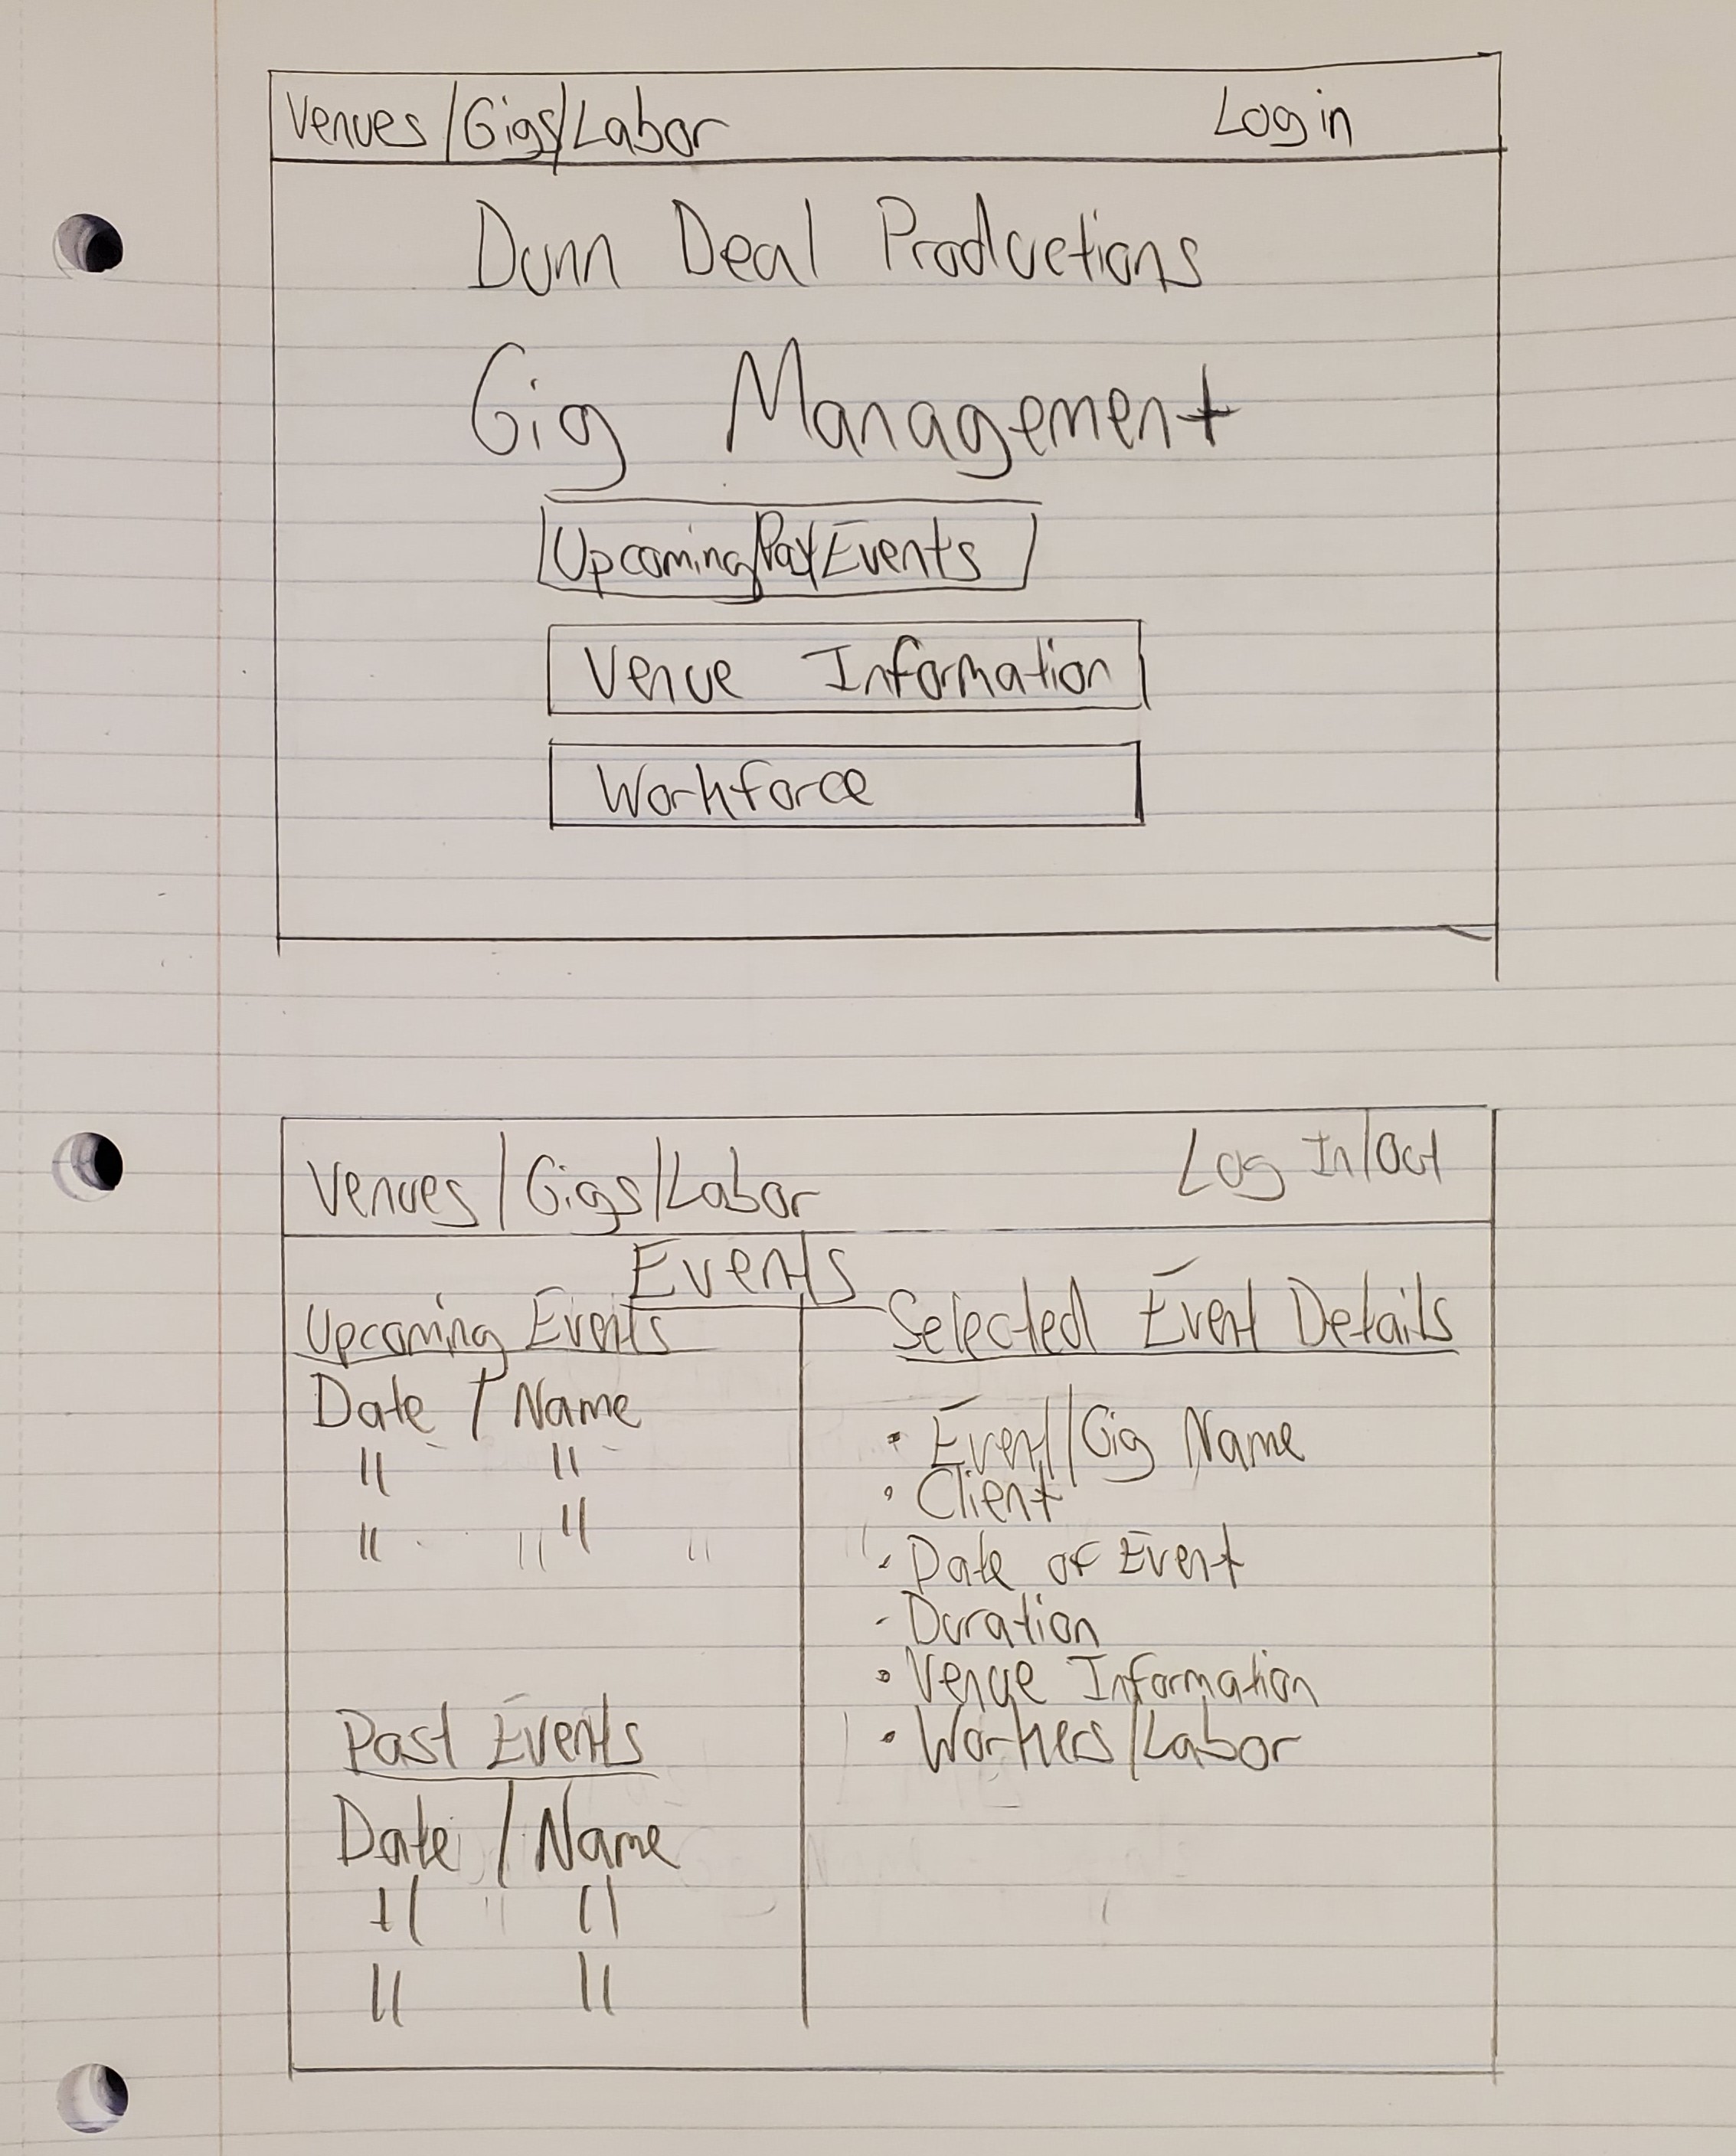 Venues/Gigs/Labor Login
Dunn Deal Productions
Gig Management
Upcoming/Past/Events
Venue Information
Workforce
Venues/Gigs/Labor Log In/Out
Events
Upcoming Events
Date / Name
" "
" "
Past Events
Date / Name
" "
" "
Selected Event Details
• Event/Gig Name
• Client
• Date of Event
- Duration
• Venue Information
• Workers/Labor